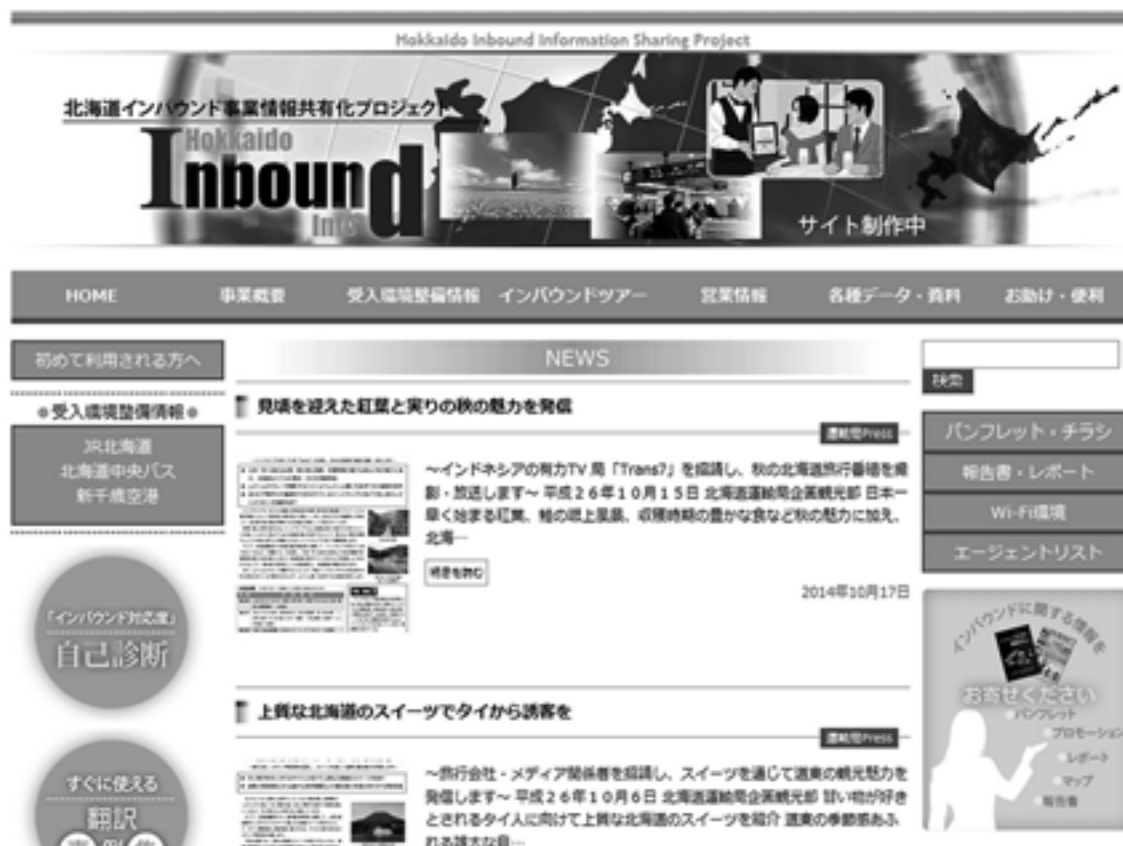 Hokkaido Inbound Information Sharing Project
北海道インバウンド事業情報共有化プロジェクト
Hokkaido
Inbound
Info
サイト制作中
HOME 事業概要 受入環境整備情報 インバウンドツアー 営業情報 各種データ・資料 お助け・便利
初めて利用される方へ
受入環境整備情報
JR北海道
北海道中央バス
新千歳空港
「インバウンド対応度」
自己診断
すぐに使える
翻訳
NEWS
見頃を迎えた紅葉と実りの秋の魅力を発信
運輸局Press
~インドネシアの有力TV 局「Trans7」を招請し、秋の北海道旅行番組を撮
影・放送します~ 平成26年10月15日 北海道運輸局企画観光部 日本一
早く始まる紅葉、鮭の遡上風景、収穫時期の豊かな食など秋の魅力に加え、
北海…
続きを読む
2014年10月17日
上質な北海道のスイーツでタイから誘客を
運輸局Press
~旅行会社・メディア関係者を招請し、スイーツを通じて道東の観光魅力を
発信します~ 平成26年10月6日 北海道運輸局企画観光部 甘い物が好き
とされるタイ人に向けて上質な北海道のスイーツを紹介 道東の季節感あふ
れる雄大な自…
検索
パンフレット・チラシ
報告書・レポート
Wi-Fi環境
エージェントリスト
インバウンドに関する情報を
お寄せください
パンフレット
プロモーション
レポート
マップ
報告書